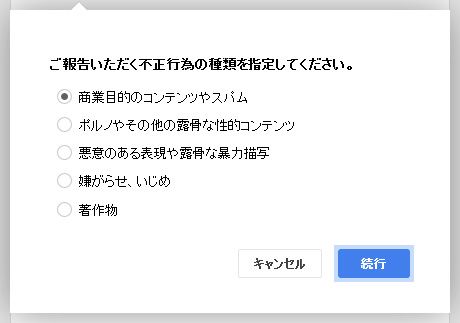 ご報告いただく不正行為の種類を指定してください。
商業目的のコンテンツやスパム
ポルノやその他の露骨な性的コンテンツ
悪意のある表現や露骨な暴力描写
嫌がらせ、いじめ
著作物
キャンセル 続行